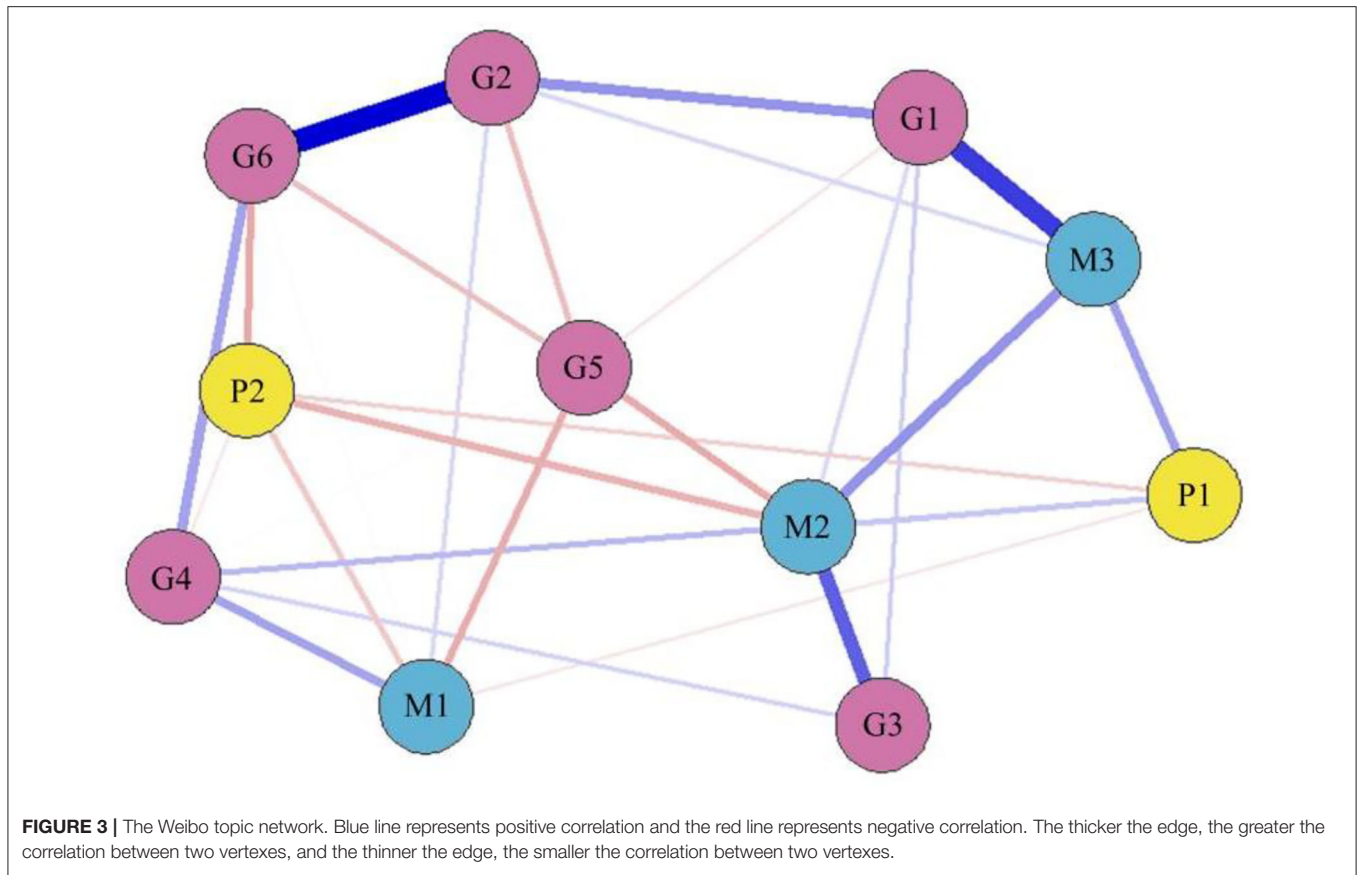 G2
G1
G6
M3
G5
P2
P1
M2
G4
M1
G3
FIGURE 3 | The Weibo topic network. Blue line represents positive correlation and the red line represents negative correlation. The thicker the edge, the greater the
correlation between two vertexes, and the thinner the edge, the smaller the correlation between two vertexes.